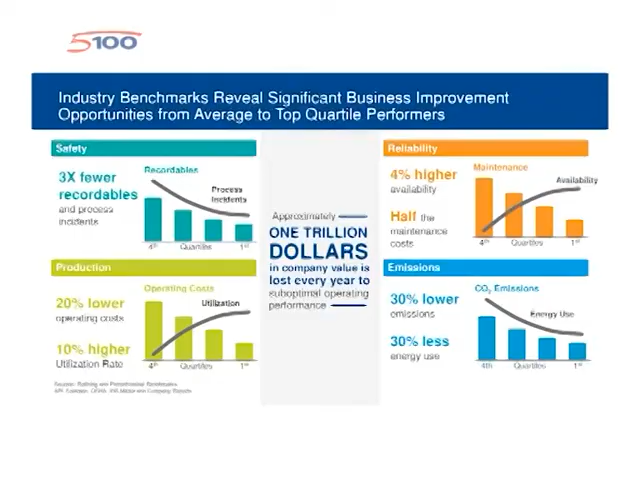 5100
Industry Benchmarks Reveal Significant Business Improvement
Opportunities from Average to Top Quartile Performers
Safety
3X fewer
recordables
and process
incidents
Recordables
Process
Incidents
4th Quartiles 1st
Production
20% lower
operating costs
10% higher
Utilization Rate
Operating Costs
Utilization
4th Quartiles 1st
Approximately
ONE TRILLION
DOLLARS
in company value is
lost every year to
suboptimal operating
performance
Reliability
4% higher
availability
Half the
maintenance
costs
Maintenance
Availability
4th Quartiles 1st
Emissions
30% lower
emissions
30% less
energy use
CO₂ Emissions
Energy Use
4th Quartiles 1st
and Company Reports